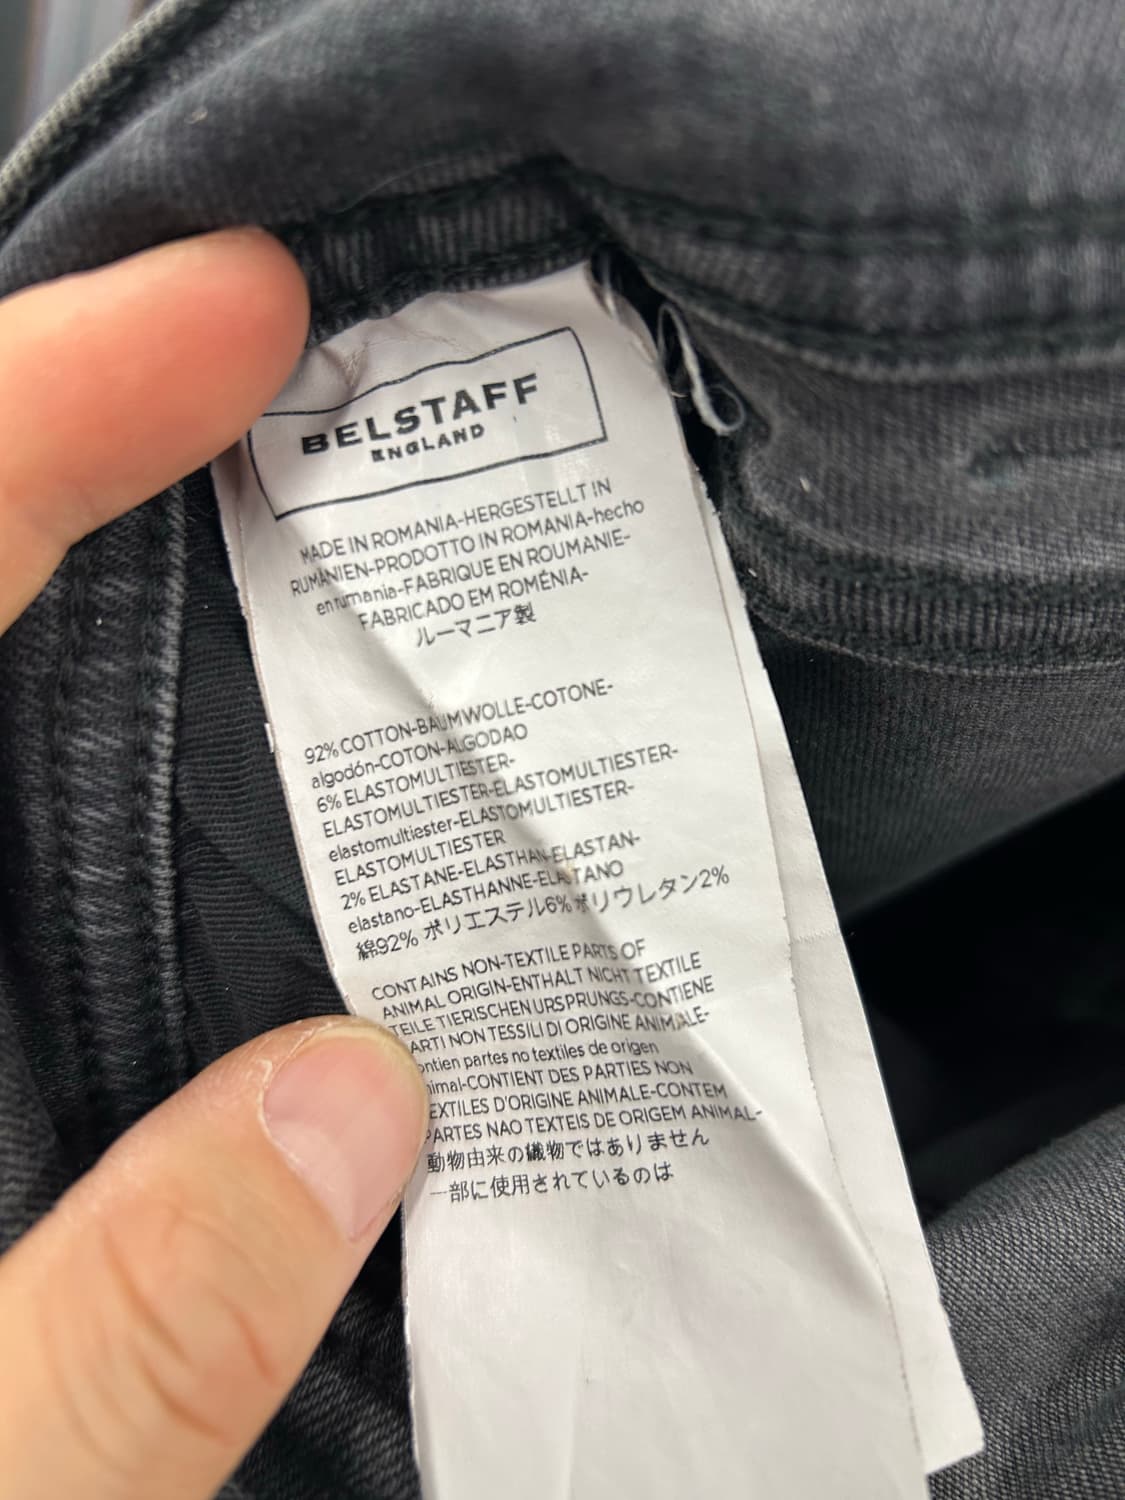 BELSTAFF
ENGLAND
MADE IN ROMANIA-HERGESTELLT IN
RUMÄNIEN-PRODOTTO IN ROMANIA-hecho
en rumania-FABRIQUE EN ROUMANIE-
FABRICADO EM ROMÉNIA-
ルーマニア製
92% COTTON-BAUMWOLLE-COTONE-
algodón-COTON-ALGODAO
6% ELASTOMULTIESTER-
ELASTOMULTIESTER-ELASTOMULTIESTER-
elastomultiester-ELASTOMULTIESTER-
ELASTOMULTIESTER
2% ELASTANE-ELASTHAN-ELASTAN-
elastano-ELASTHANNE-ELASTANO
綿92% ポリエステル6% ポリウレタン2%
CONTAINS NON-TEXTILE PARTS OF
ANIMAL ORIGIN-ENTHALT NICHT TEXTILE
TEILE TIERISCHEN URSPRUNGS-CONTIENE
ARTI NON TESSILI DI ORIGINE ANIMALE-
ontien partes no textiles de origen
nimal-CONTIENT DES PARTIES NON
EXTILES D'ORIGINE ANIMALE-CONTEM
PARTES NAO TEXTEIS DE ORIGEM ANIMAL-
動物由来の織物ではありません
一部に使用されているのは